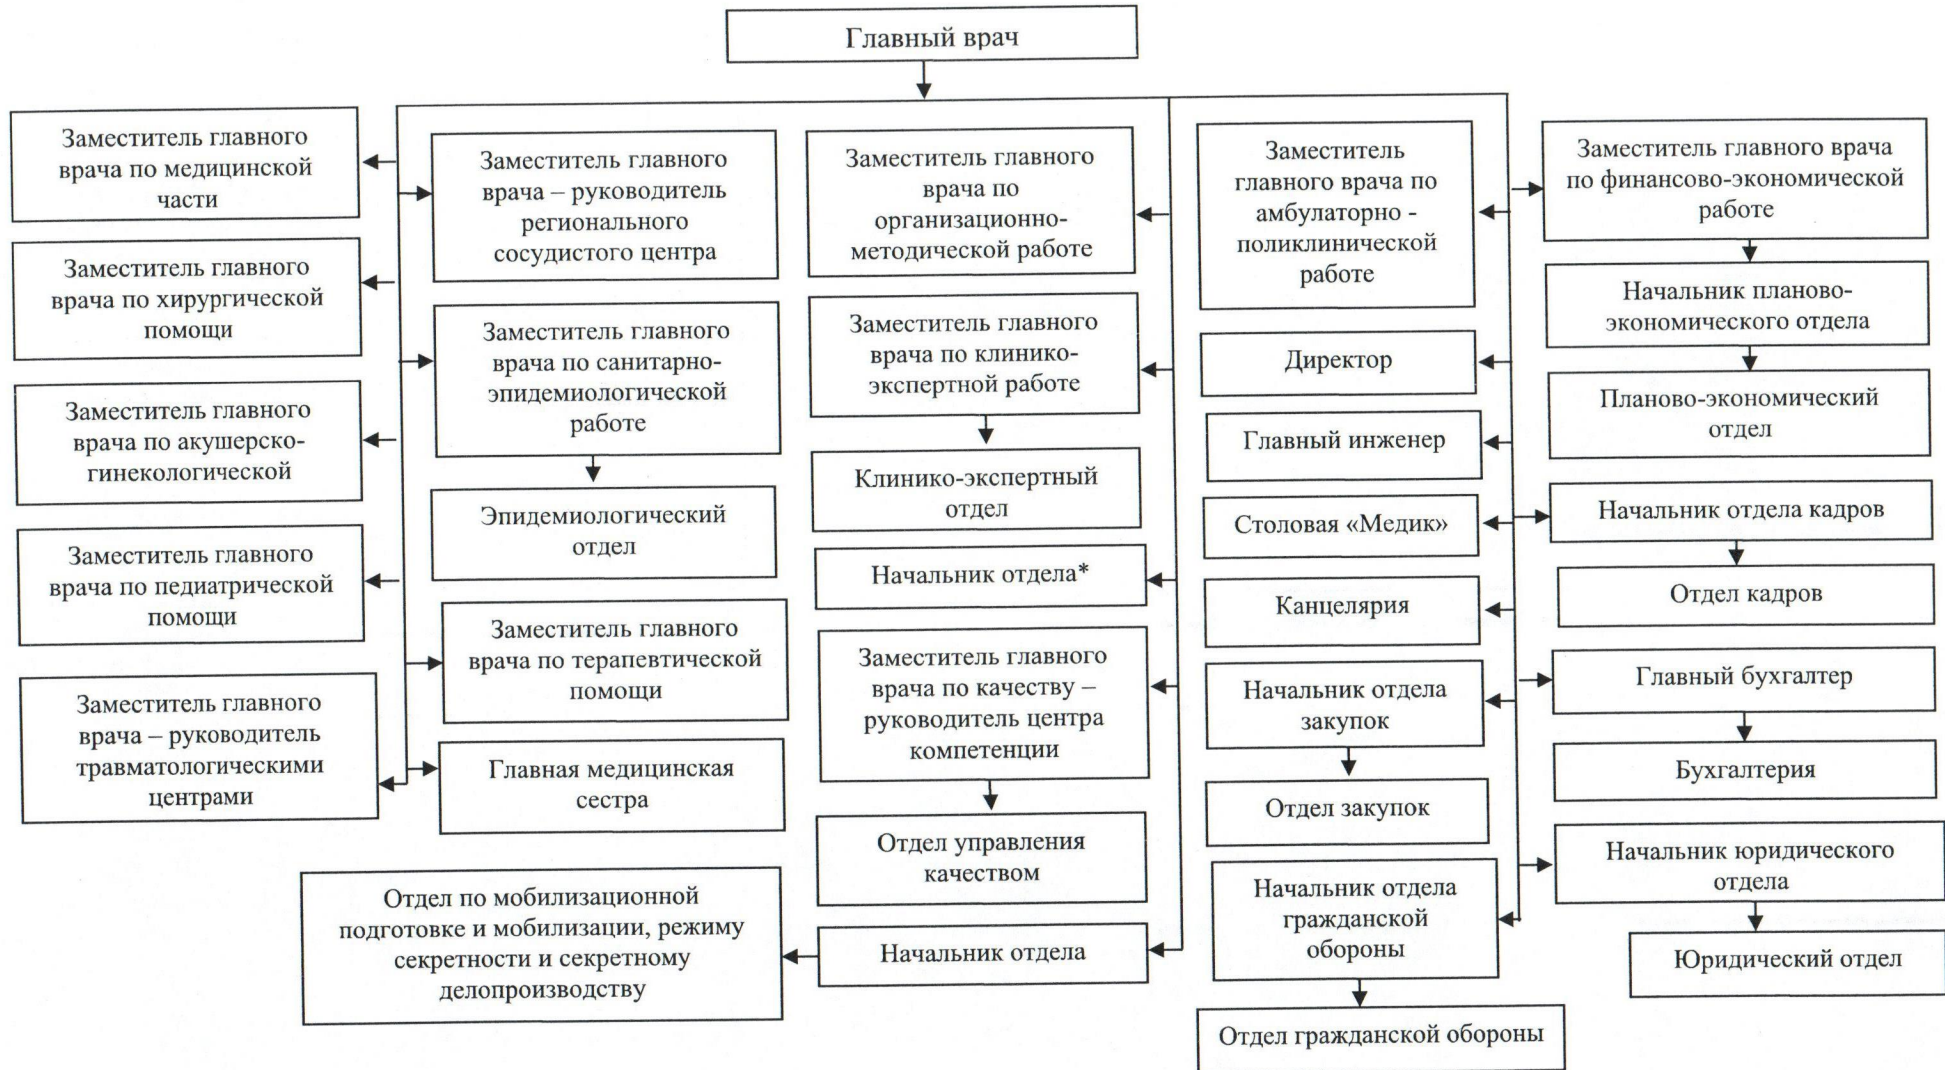 Главный врач
Заместитель главного
врача по медицинской
части
Заместитель главного
врача по хирургической
помощи
Заместитель главного
врача по акушерско-
гинекологической
Заместитель главного
врача по педиатрической
помощи
Заместитель главного
врача – руководитель
травматологическими
центрами
Заместитель главного
врача – руководитель
регионального
сосудистого центра
Заместитель главного
врача по санитарно-
эпидемиологической
работе
Эпидемиологический
отдел
Заместитель главного
врача по терапевтической
помощи
Главная медицинская
сестра
Отдел по мобилизационной
подготовке и мобилизации, режиму
секретности и секретному
делопроизводству
Заместитель главного
врача по
организационно-
методической работе
Заместитель главного
врача по клинико-
экспертной работе
Клинико-экспертный
отдел
Начальник отдела*
Заместитель главного
врача по качеству –
руководитель центра
компетенции
Отдел управления
качеством
Начальник отдела
Заместитель
главного врача по
амбулаторно -
поликлинической
работе
Директор
Главный инженер
Столовая «Медик»
Канцелярия
Начальник отдела
закупок
Отдел закупок
Начальник отдела
гражданской
обороны
Отдел гражданской обороны
Заместитель главного врача
по финансово-экономической
работе
Начальник планово-
экономического отдела
Планово-экономический
отдел
Начальник отдела кадров
Отдел кадров
Главный бухгалтер
Бухгалтерия
Начальник юридического
отдела
Юридический отдел